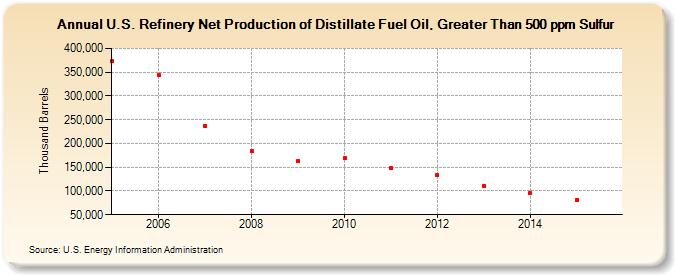 Annual U.S. Refinery Net Production of Distillate Fuel Oil, Greater Than 500 ppm Sulfur
Thousand Barrels
400,000
350,000
300,000
250,000
200,000
150,000
100,000
50,000
2006 2008 2010 2012 2014
Source: U.S. Energy Information Administration